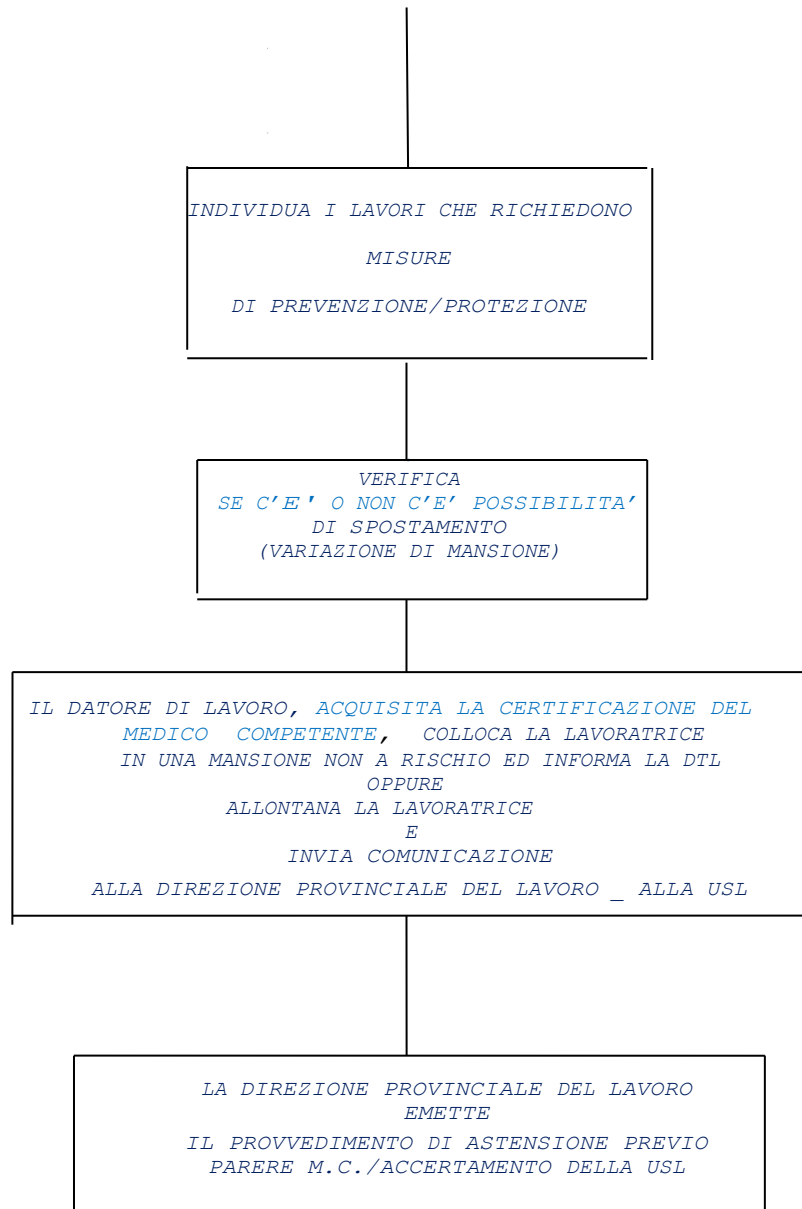 INDIVIDUA I LAVORI CHE RICHIEDONO
MISURE
DI PREVENZIONE/PROTEZIONE
VERIFICA
SE C’E' O NON C’E’ POSSIBILITA’
DI SPOSTAMENTO
(VARIAZIONE DI MANSIONE)
IL DATORE DI LAVORO, ACQUISITA LA CERTIFICAZIONE DEL
MEDICO COMPETENTE, COLLOCA LA LAVORATRICE
IN UNA MANSIONE NON A RISCHIO ED INFORMA LA DTL
OPPURE
ALLONTANA LA LAVORATRICE
E
INVIA COMUNICAZIONE
ALLA DIREZIONE PROVINCIALE DEL LAVORO _ ALLA USL
LA DIREZIONE PROVINCIALE DEL LAVORO
EMETTE
IL PROVVEDIMENTO DI ASTENSIONE PREVIO
PARERE M.C./ACCERTAMENTO DELLA USL